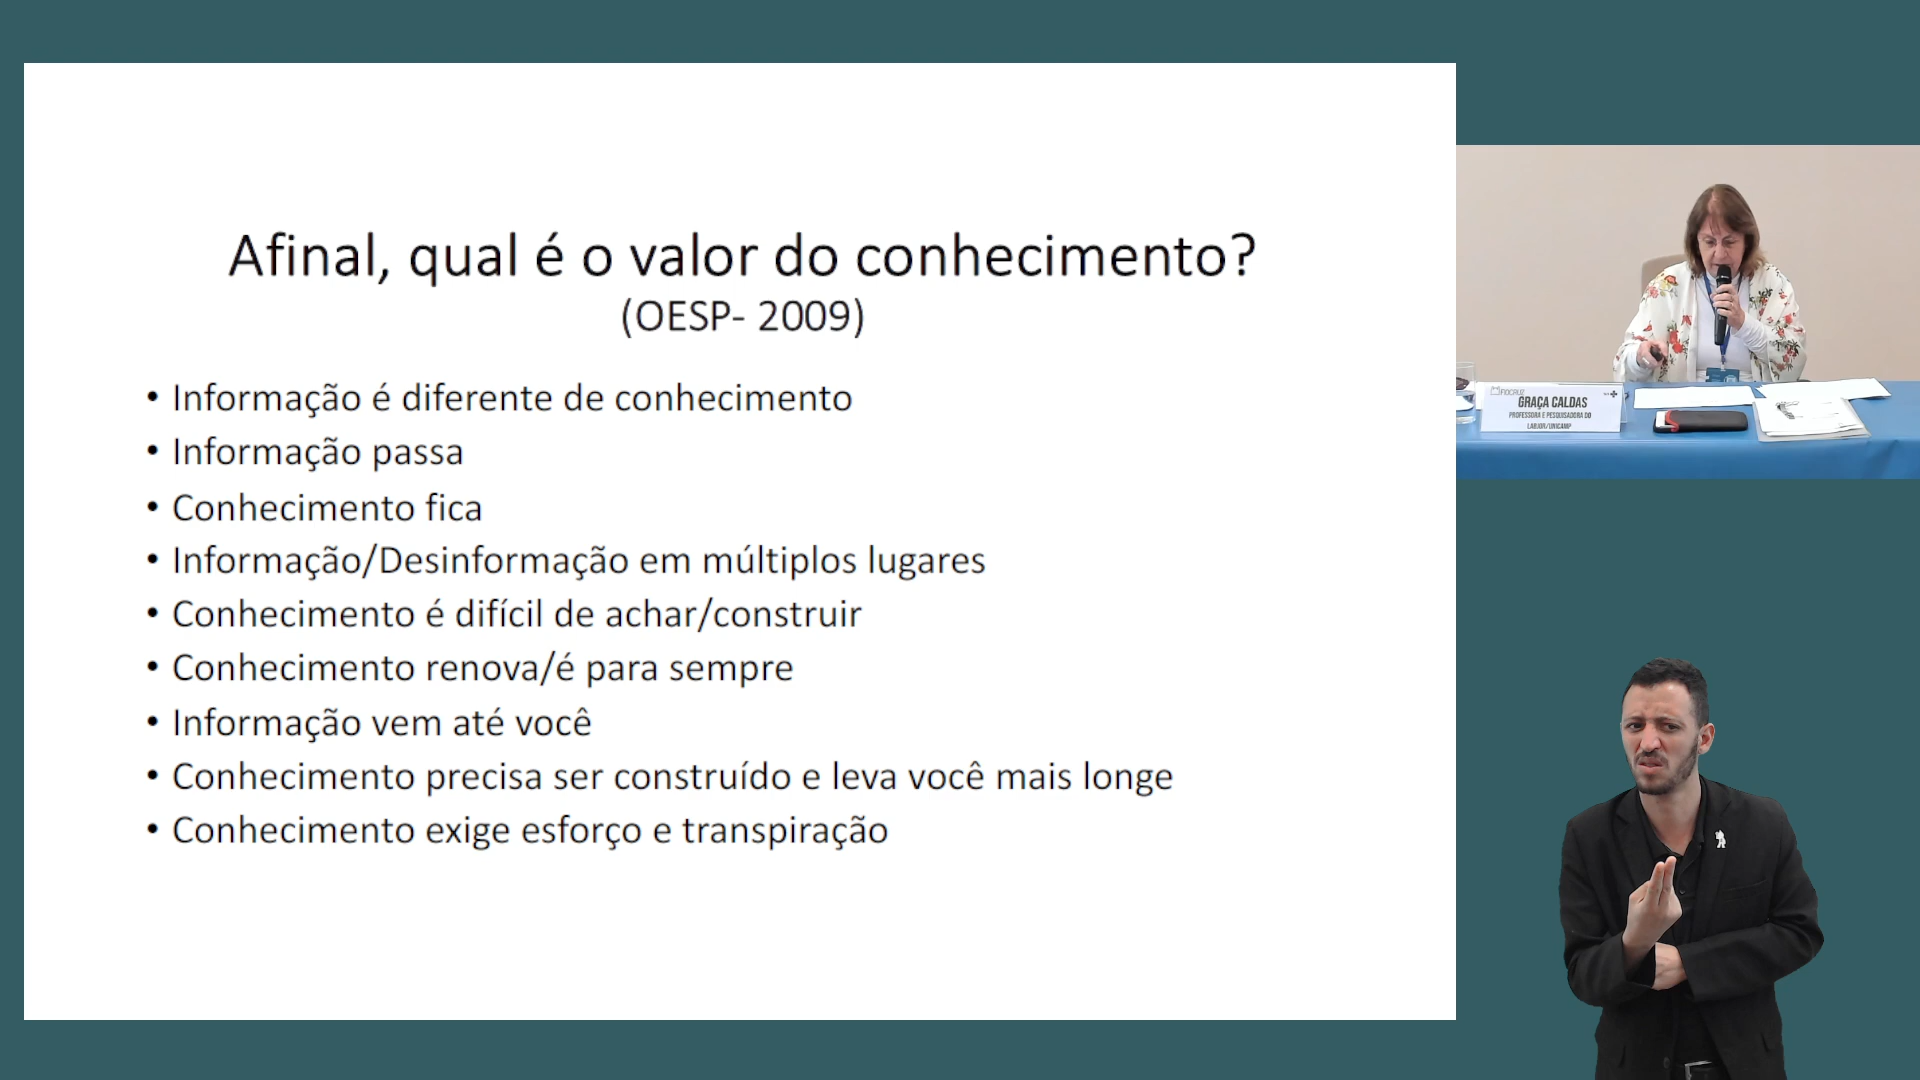 Afinal, qual é o valor do conhecimento?
(OESP- 2009)
• Informação é diferente de conhecimento
• Informação passa
• Conhecimento fica
• Informação/Desinformação em múltiplos lugares
• Conhecimento é difícil de achar/construir
• Conhecimento renova/é para sempre
• Informação vem até você
• Conhecimento precisa ser construído e leva você mais longe
• Conhecimento exige esforço e transpiração
FIOCRUZ
GRAÇA CALDAS
PROFESSORA E PESQUISADORA DO
LABJOR/UNICAMP